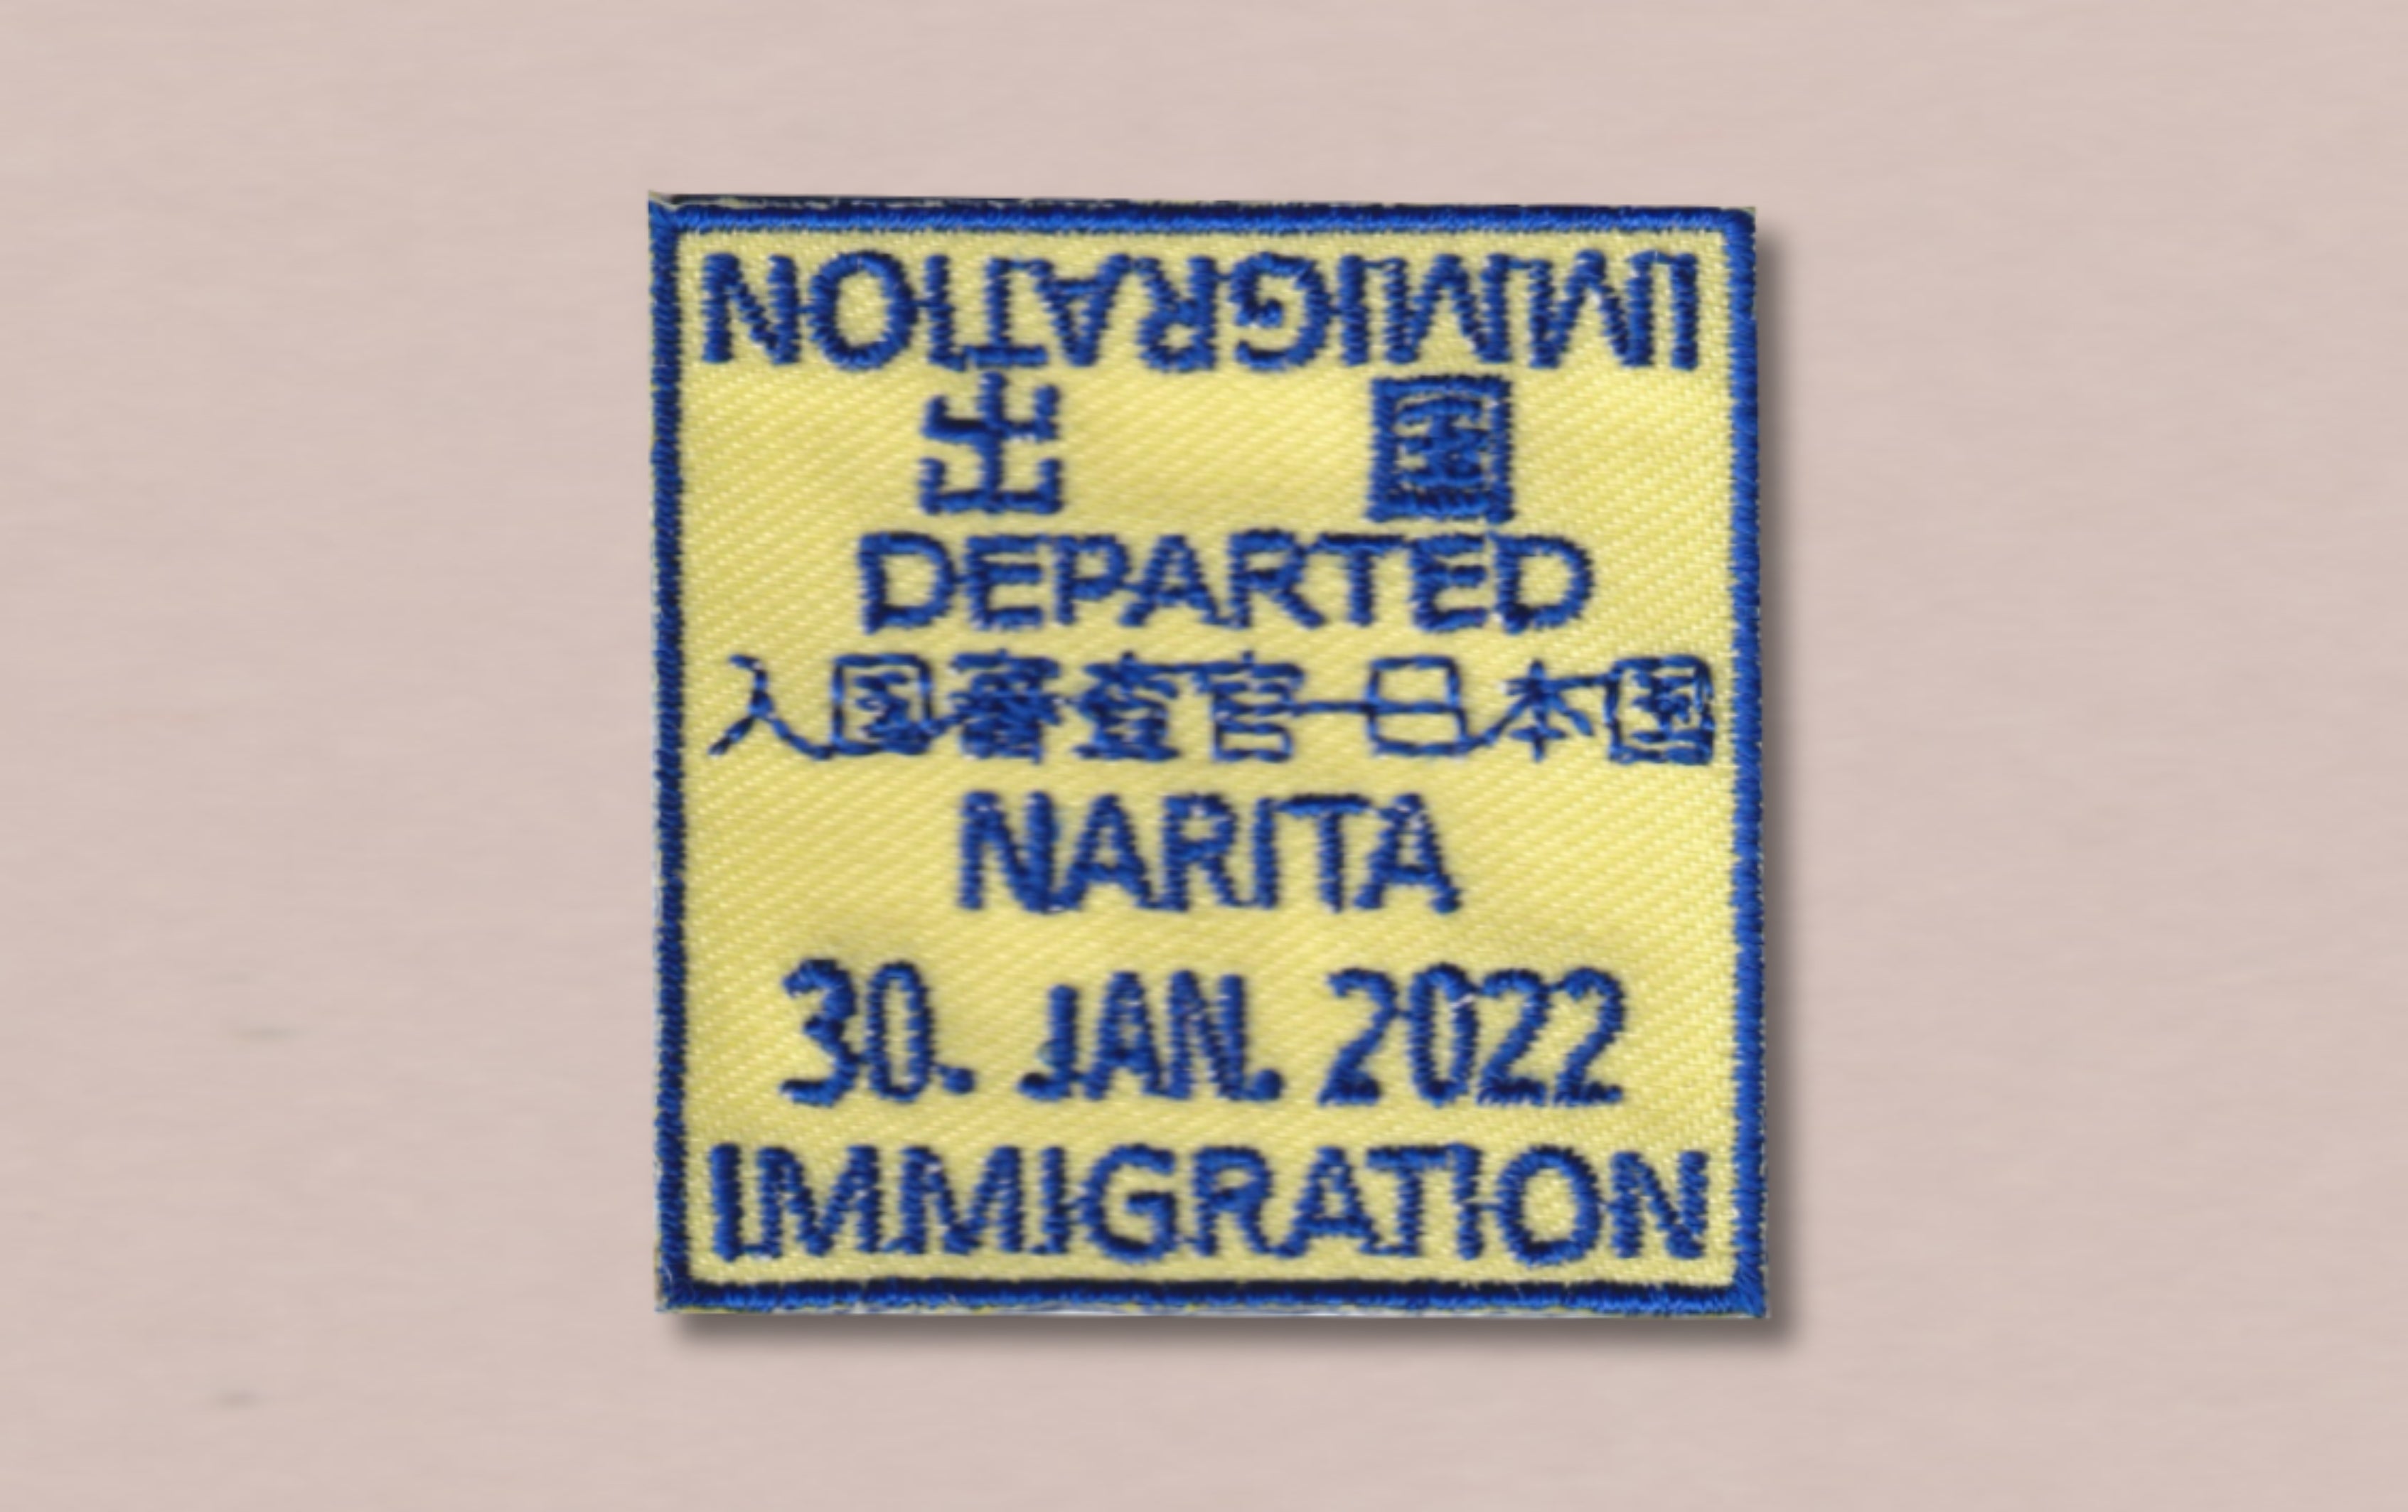 IMMIGRATION
出 国
DEPARTED
入国審査官-日本国
NARITA
30. JAN. 2022
IMMIGRATION